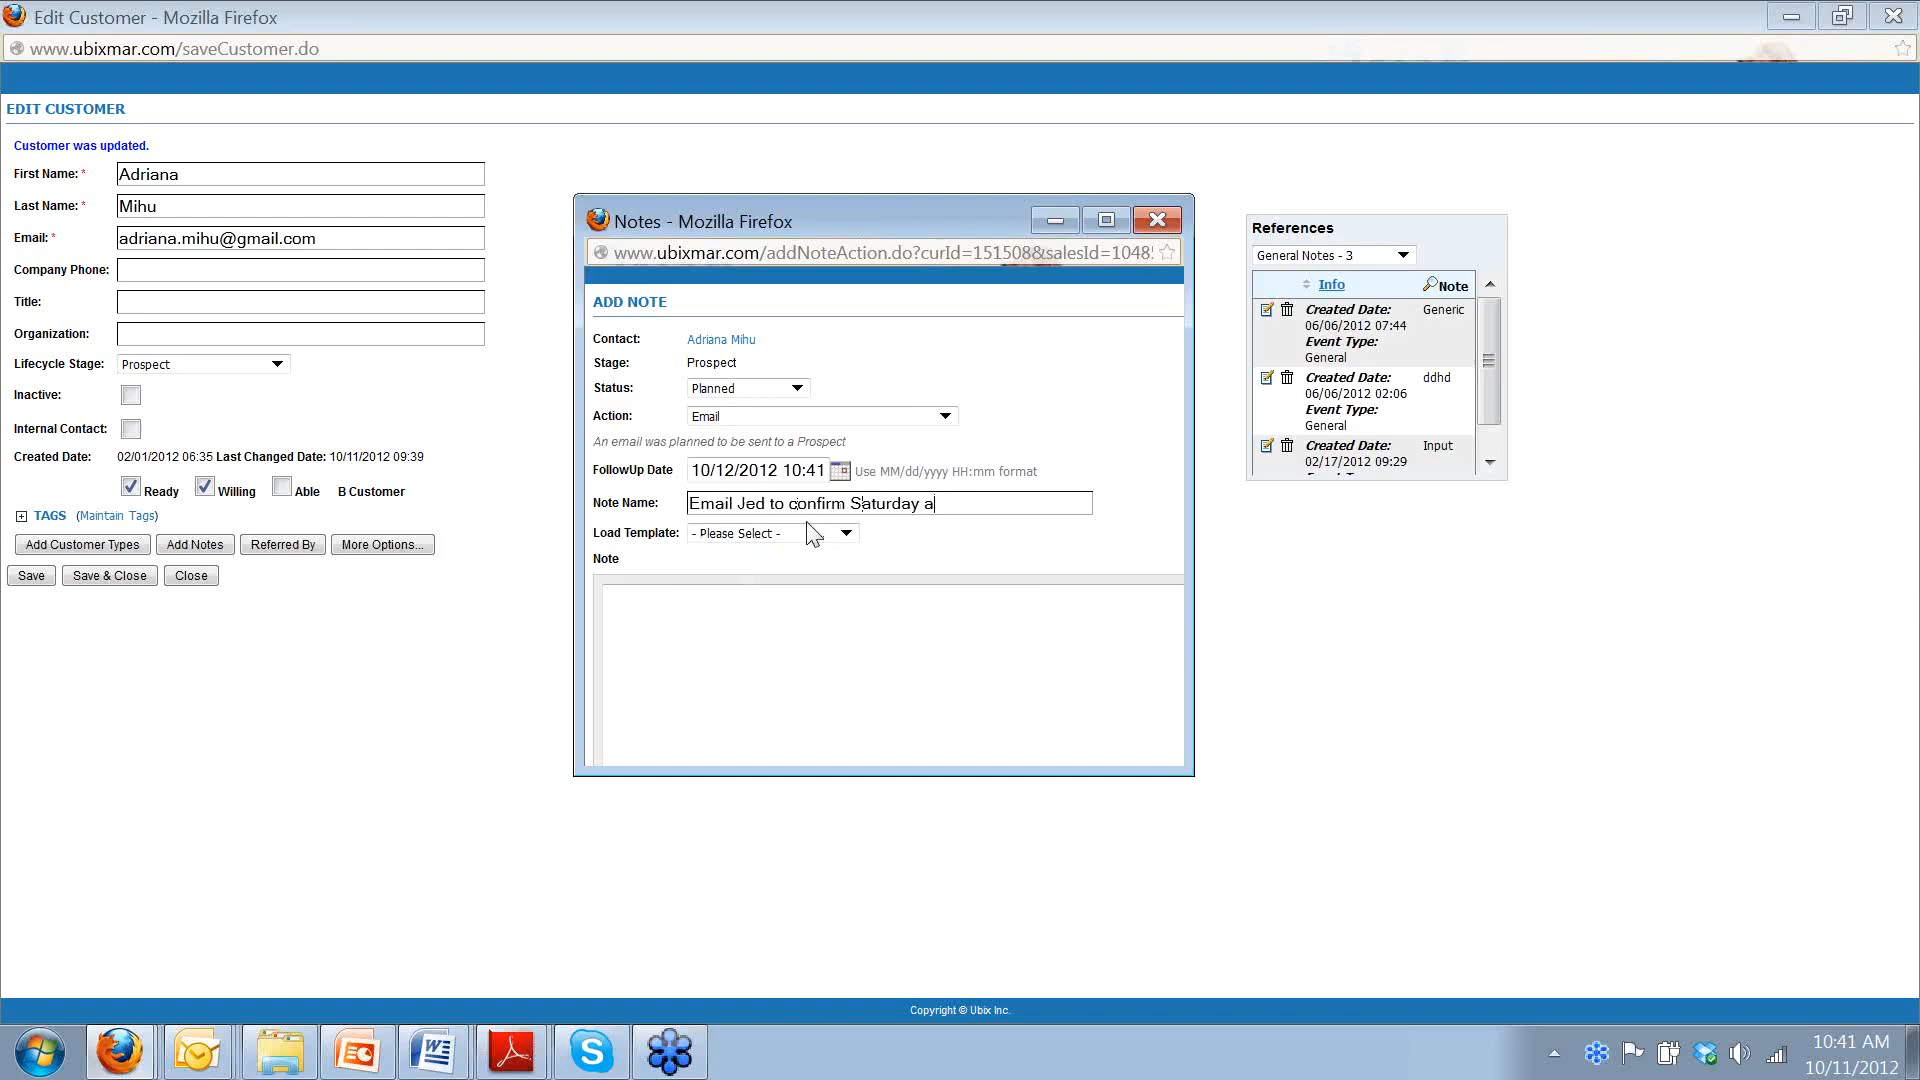 Edit Customer - Mozilla Firefox
www.ubixmar.com/saveCustomer.do
EDIT CUSTOMER
Customer was updated.
First Name: * Adriana
Last Name: * Mihu
Email: * adriana.mihu@gmail.com
Company Phone:
Title:
Organization:
Lifecycle Stage: Prospect
Inactive:
Internal Contact:
Created Date: 02/01/2012 06:35 Last Changed Date: 10/11/2012 09:39
Ready Willing Able B Customer
TAGS (Maintain Tags)
Add Customer Types Add Notes Referred By More Options...
Save Save & Close Close
Notes - Mozilla Firefox
www.ubixmar.com/addNoteAction.do?curId=151508&salesId=1048
ADD NOTE
Contact: Adriana Mihu
Stage: Prospect
Status: Planned
Action: Email
An email was planned to be sent to a Prospect
FollowUp Date 10/12/2012 10:41 Use MM/dd/yyyy HH:mm format
Note Name: Email Jed to confirm Saturday a
Load Template: - Please Select -
Note
References
General Notes - 3
Info Note
Created Date: Generic
06/06/2012 07:44
Event Type:
General
Created Date: ddhd
06/06/2012 02:06
Event Type:
General
Created Date: Input
02/17/2012 09:29
Copyright © Ubix Inc.
10:41 AM
10/11/2012